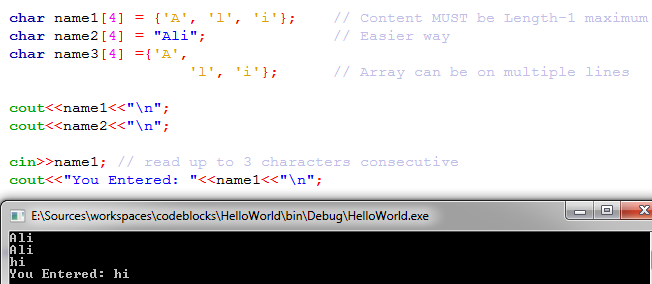 char name1[4] = {'A', 'l', 'i'};     // Content MUST be Length-1 maximum
char name2[4] = "Ali";               // Easier way
char name3[4] ={'A',
                'l', 'i'};     // Array can be on multiple lines
cout<<name1<<"\n";
cout<<name2<<"\n";
cin>>name1; // read up to 3 characters consecutive
cout<<"You Entered: "<<name1<<"\n";
E:\Sources\workspaces\codeblocks\HelloWorld\bin\Debug\HelloWorld.exe
Ali
Ali
hi
You Entered: hi